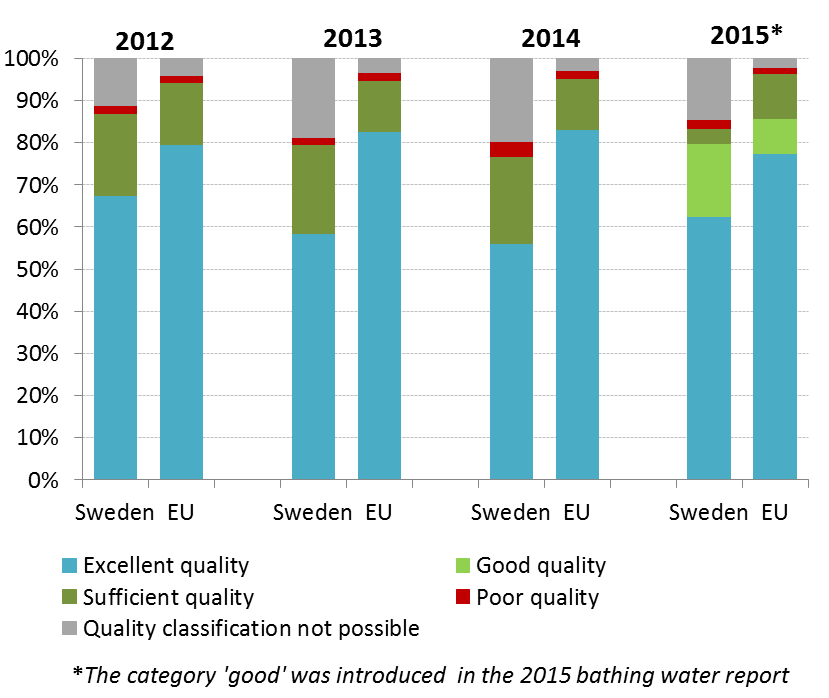 2012 2013 2014 2015*
100%
90%
80%
70%
60%
50%
40%
30%
20%
10%
0%
Sweden EU Sweden EU Sweden EU Sweden EU
Excellent quality Good quality
Sufficient quality Poor quality
Quality classification not possible
*The category 'good' was introduced in the 2015 bathing water report